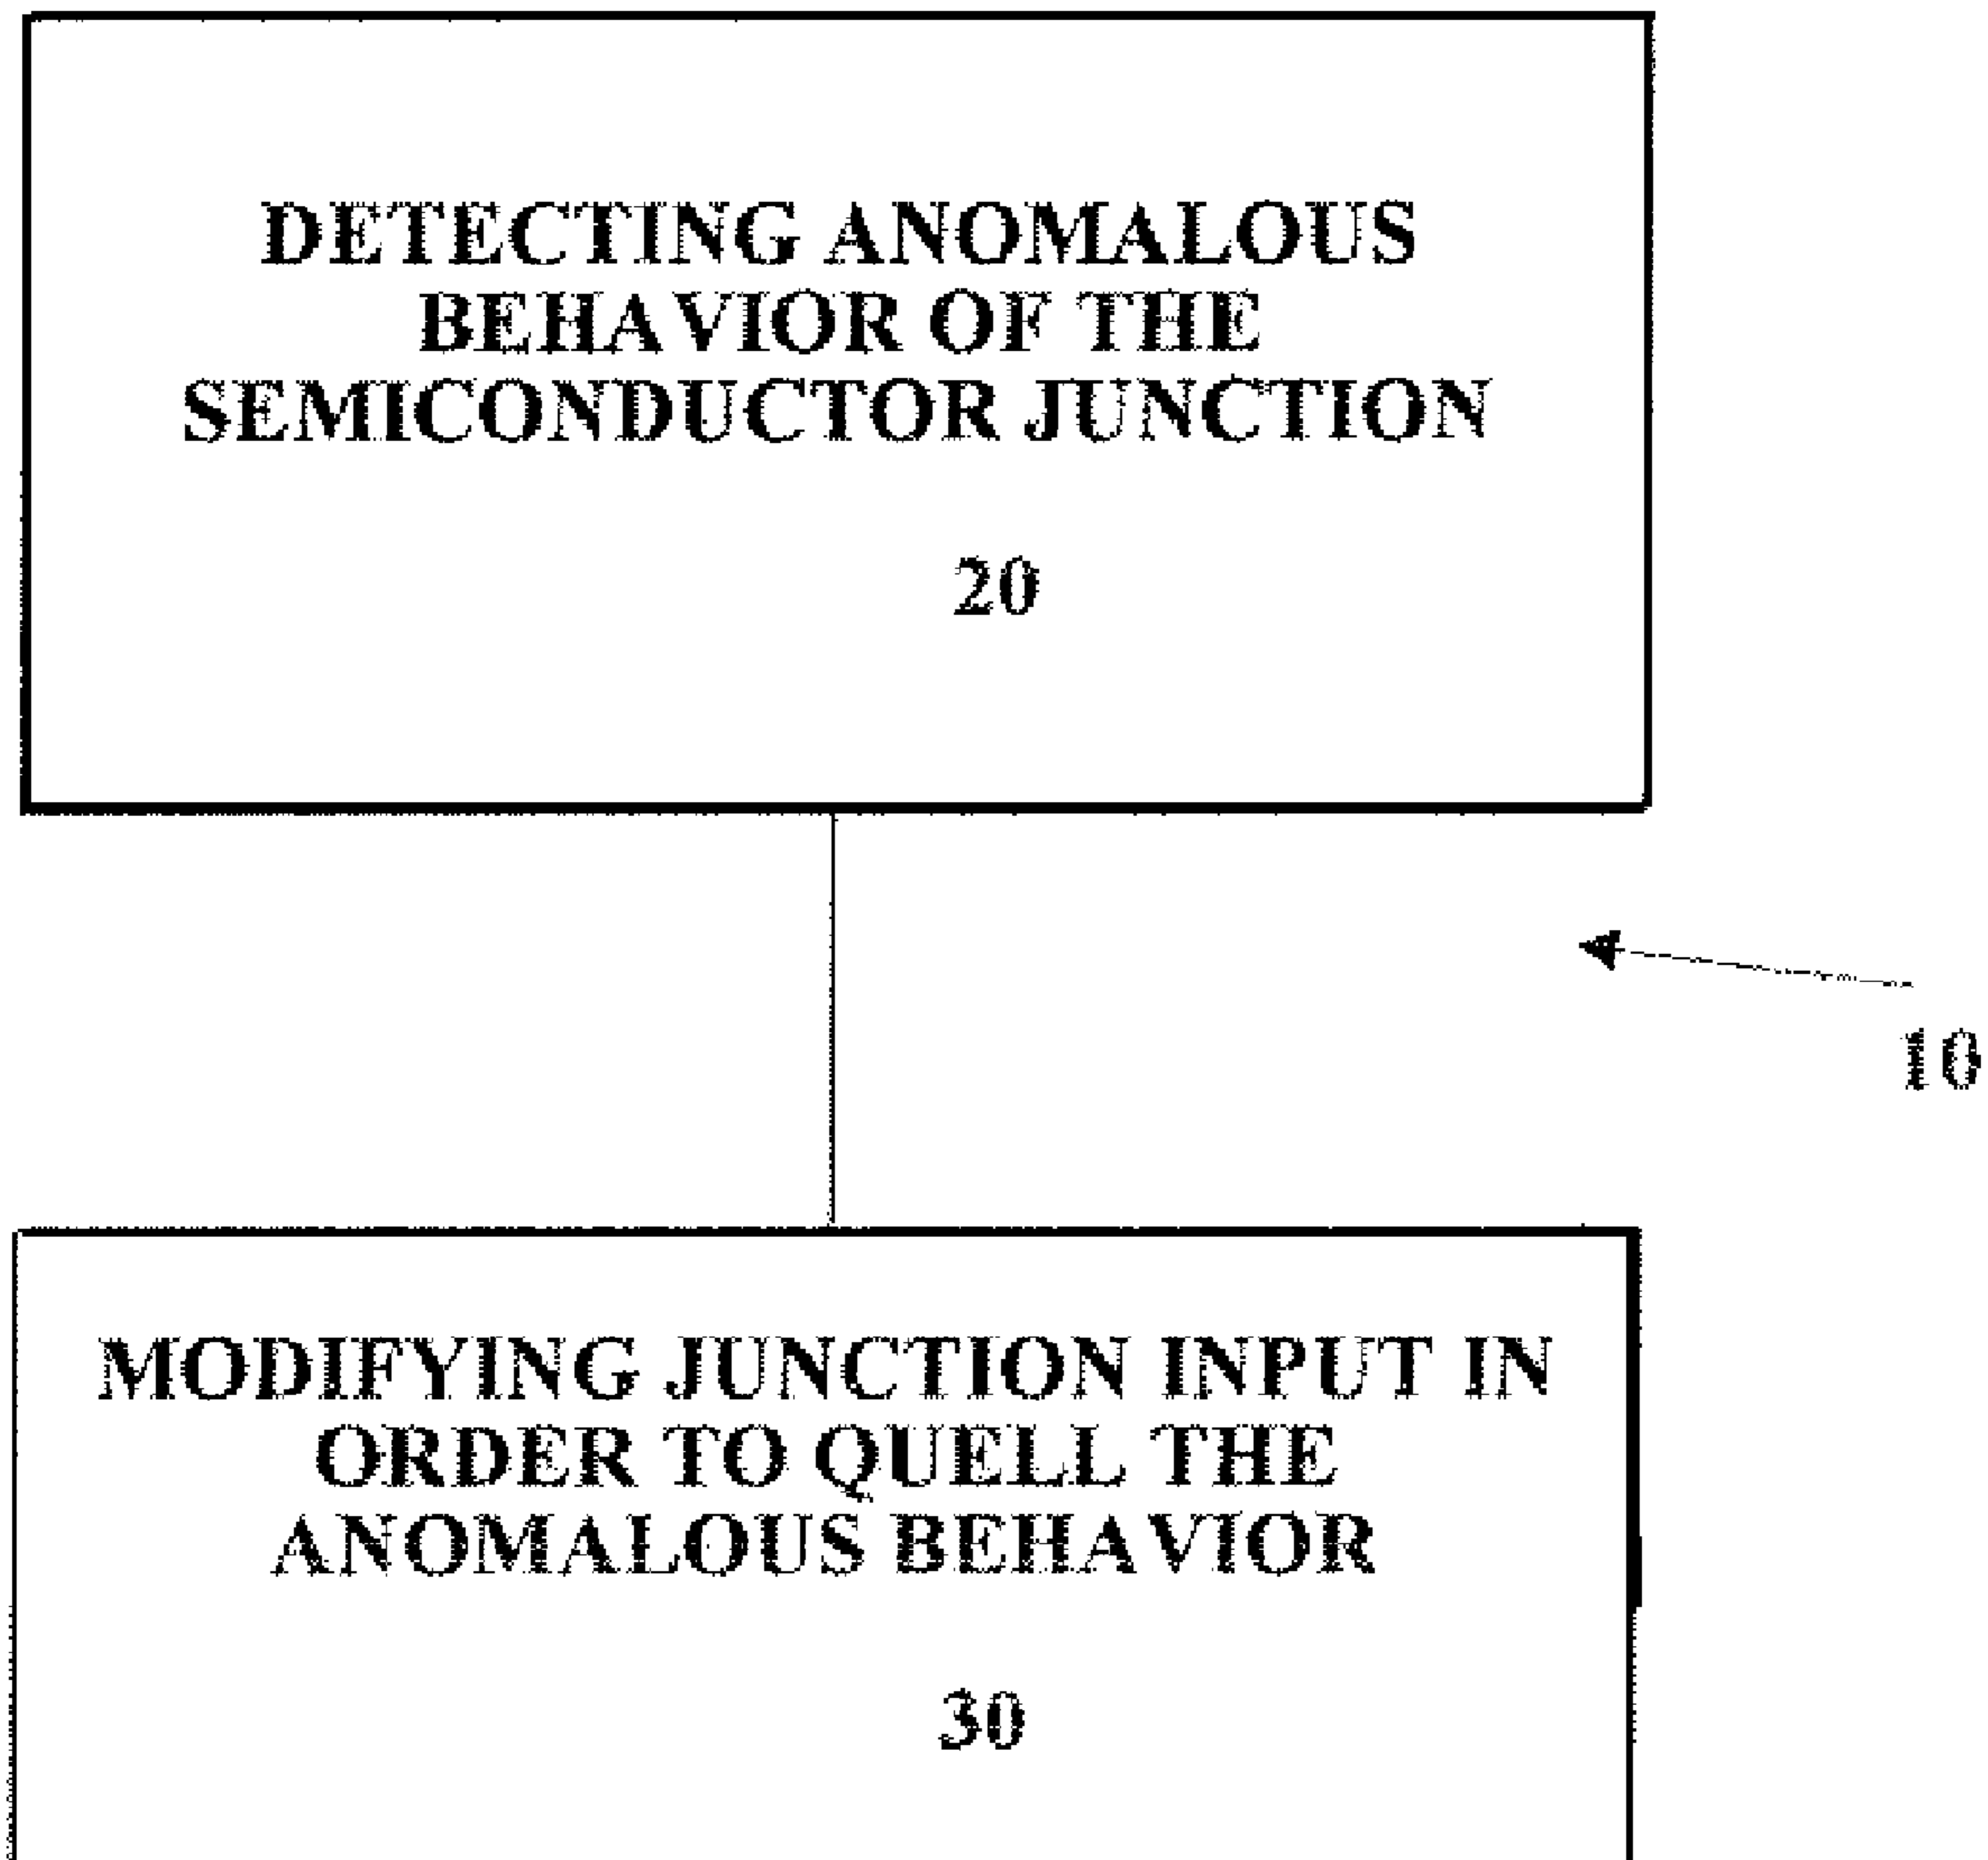 DETECTING ANOMALOUS
BEHAVIOR OF THE
SEMICONDUCTOR JUNCTION
20
10
MODIFYING JUNCTION INPUT IN
ORDER TO QUELL THE
ANOMALOUS BEHAVIOR
30